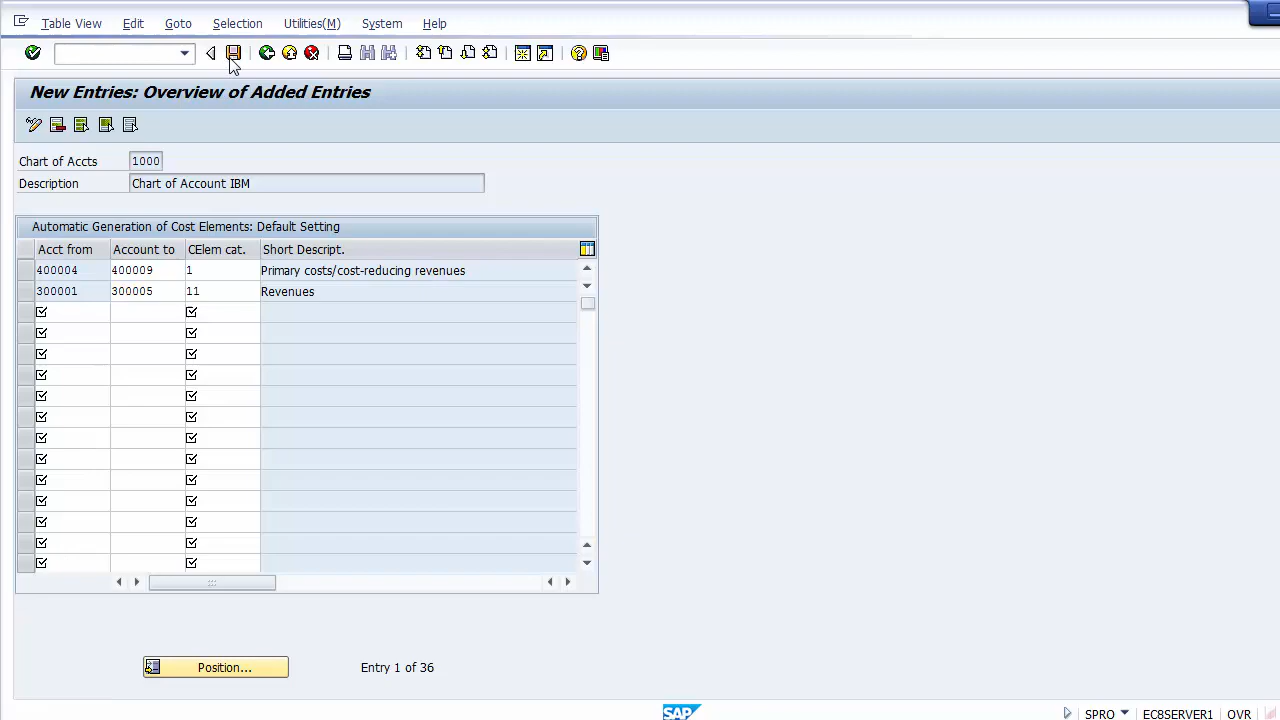 Table View Edit Goto Selection Utilities(M) System Help
New Entries: Overview of Added Entries
Chart of Accts 1000
Description Chart of Account IBM
Automatic Generation of Cost Elements: Default Setting
Acct from Account to CElem cat. Short Descript.
400004 400009 1 Primary costs/cost-reducing revenues
300001 300005 11 Revenues
Position... Entry 1 of 36
SAP SPRO EC8SERVER1 OVR